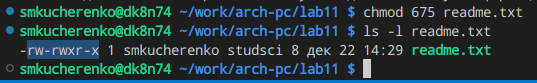 smkucherenko@dk8n74 ~/work/arch-pc/lab11 $ chmod 675 readme.txt
smkucherenko@dk8n74 ~/work/arch-pc/lab11 $ ls -l readme.txt
-rw-rwxr-x 1 smkucherenko studsci 8 дек 22 14:29 readme.txt
smkucherenko@dk8n74 ~/work/arch-pc/lab11 $